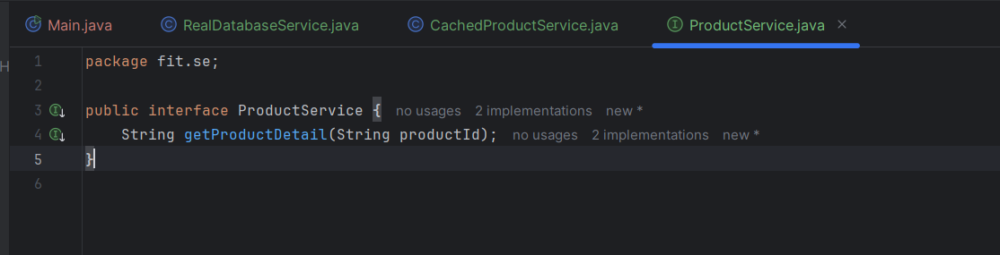 Main.java RealDatabaseService.java CachedProductService.java ProductService.java
1 package fit.se;
2
3 public interface ProductService { no usages 2 implementations new *
4 String getProductDetail(String productId); no usages 2 implementations new *
5 }
6